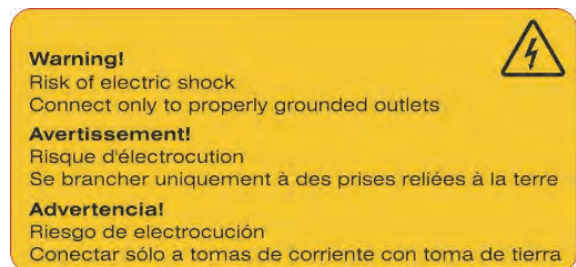 Warning!
Risk of electric shock
Connect only to properly grounded outlets
Avertissement!
Risque d'électrocution
Se brancher uniquement à des prises reliées à la terre
Advertencia!
Riesgo de electrocución
Conectar sólo a tomas de corriente con toma de tierra